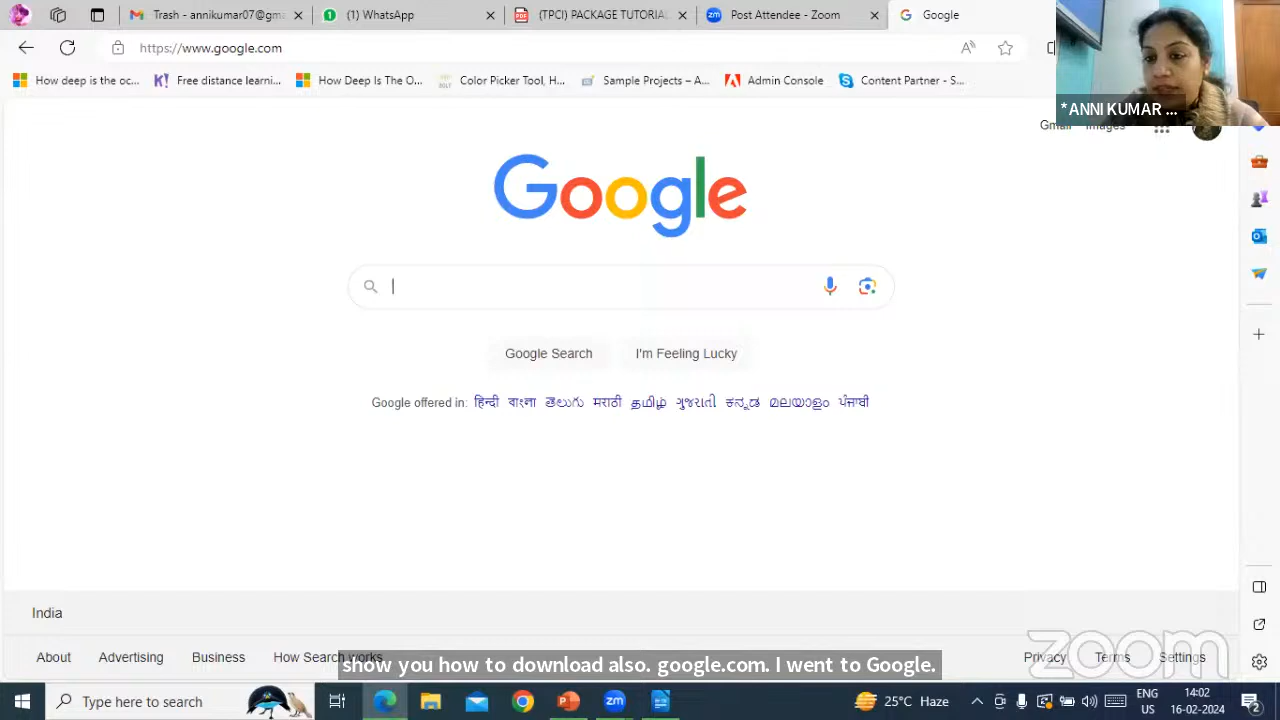 Trash - annikumar07@gma
(1) WhatsApp
(TPCI) PACKAGE TUTORIAL
Post Attendee - Zoom
Google
https://www.google.com
How deep is the oc...
Free distance learni...
How Deep Is The O...
Color Picker Tool, H...
Sample Projects – A...
Admin Console
Content Partner - S...
*ANNI KUMAR ...
Gmail Images
Google
Google Search
I'm Feeling Lucky
Google offered in: हिन्दी বাংলা తెలుగు मराठी தமிழ் ગુજરાતી ಕನ್ನಡ മലയാളം ਪੰਜਾਬੀ
India
About Advertising Business How Search works
Privacy Terms Settings
zoom
show you how to download also. google.com. I went to Google.
Type here to search
25°C Haze
ENG
US
14:02
16-02-2024
2